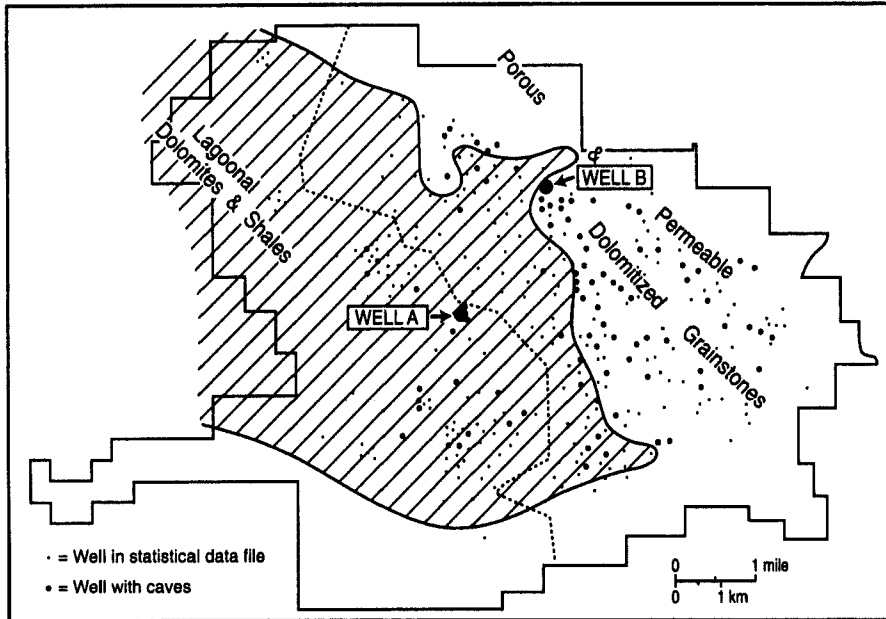 Porous
&
Permeable
Dolomitized
Grainstones
Lagoonal
Dolomites & Shales
WELL B
WELL A
· = Well in statistical data file
• = Well with caves
0 1 mile
0 1 km